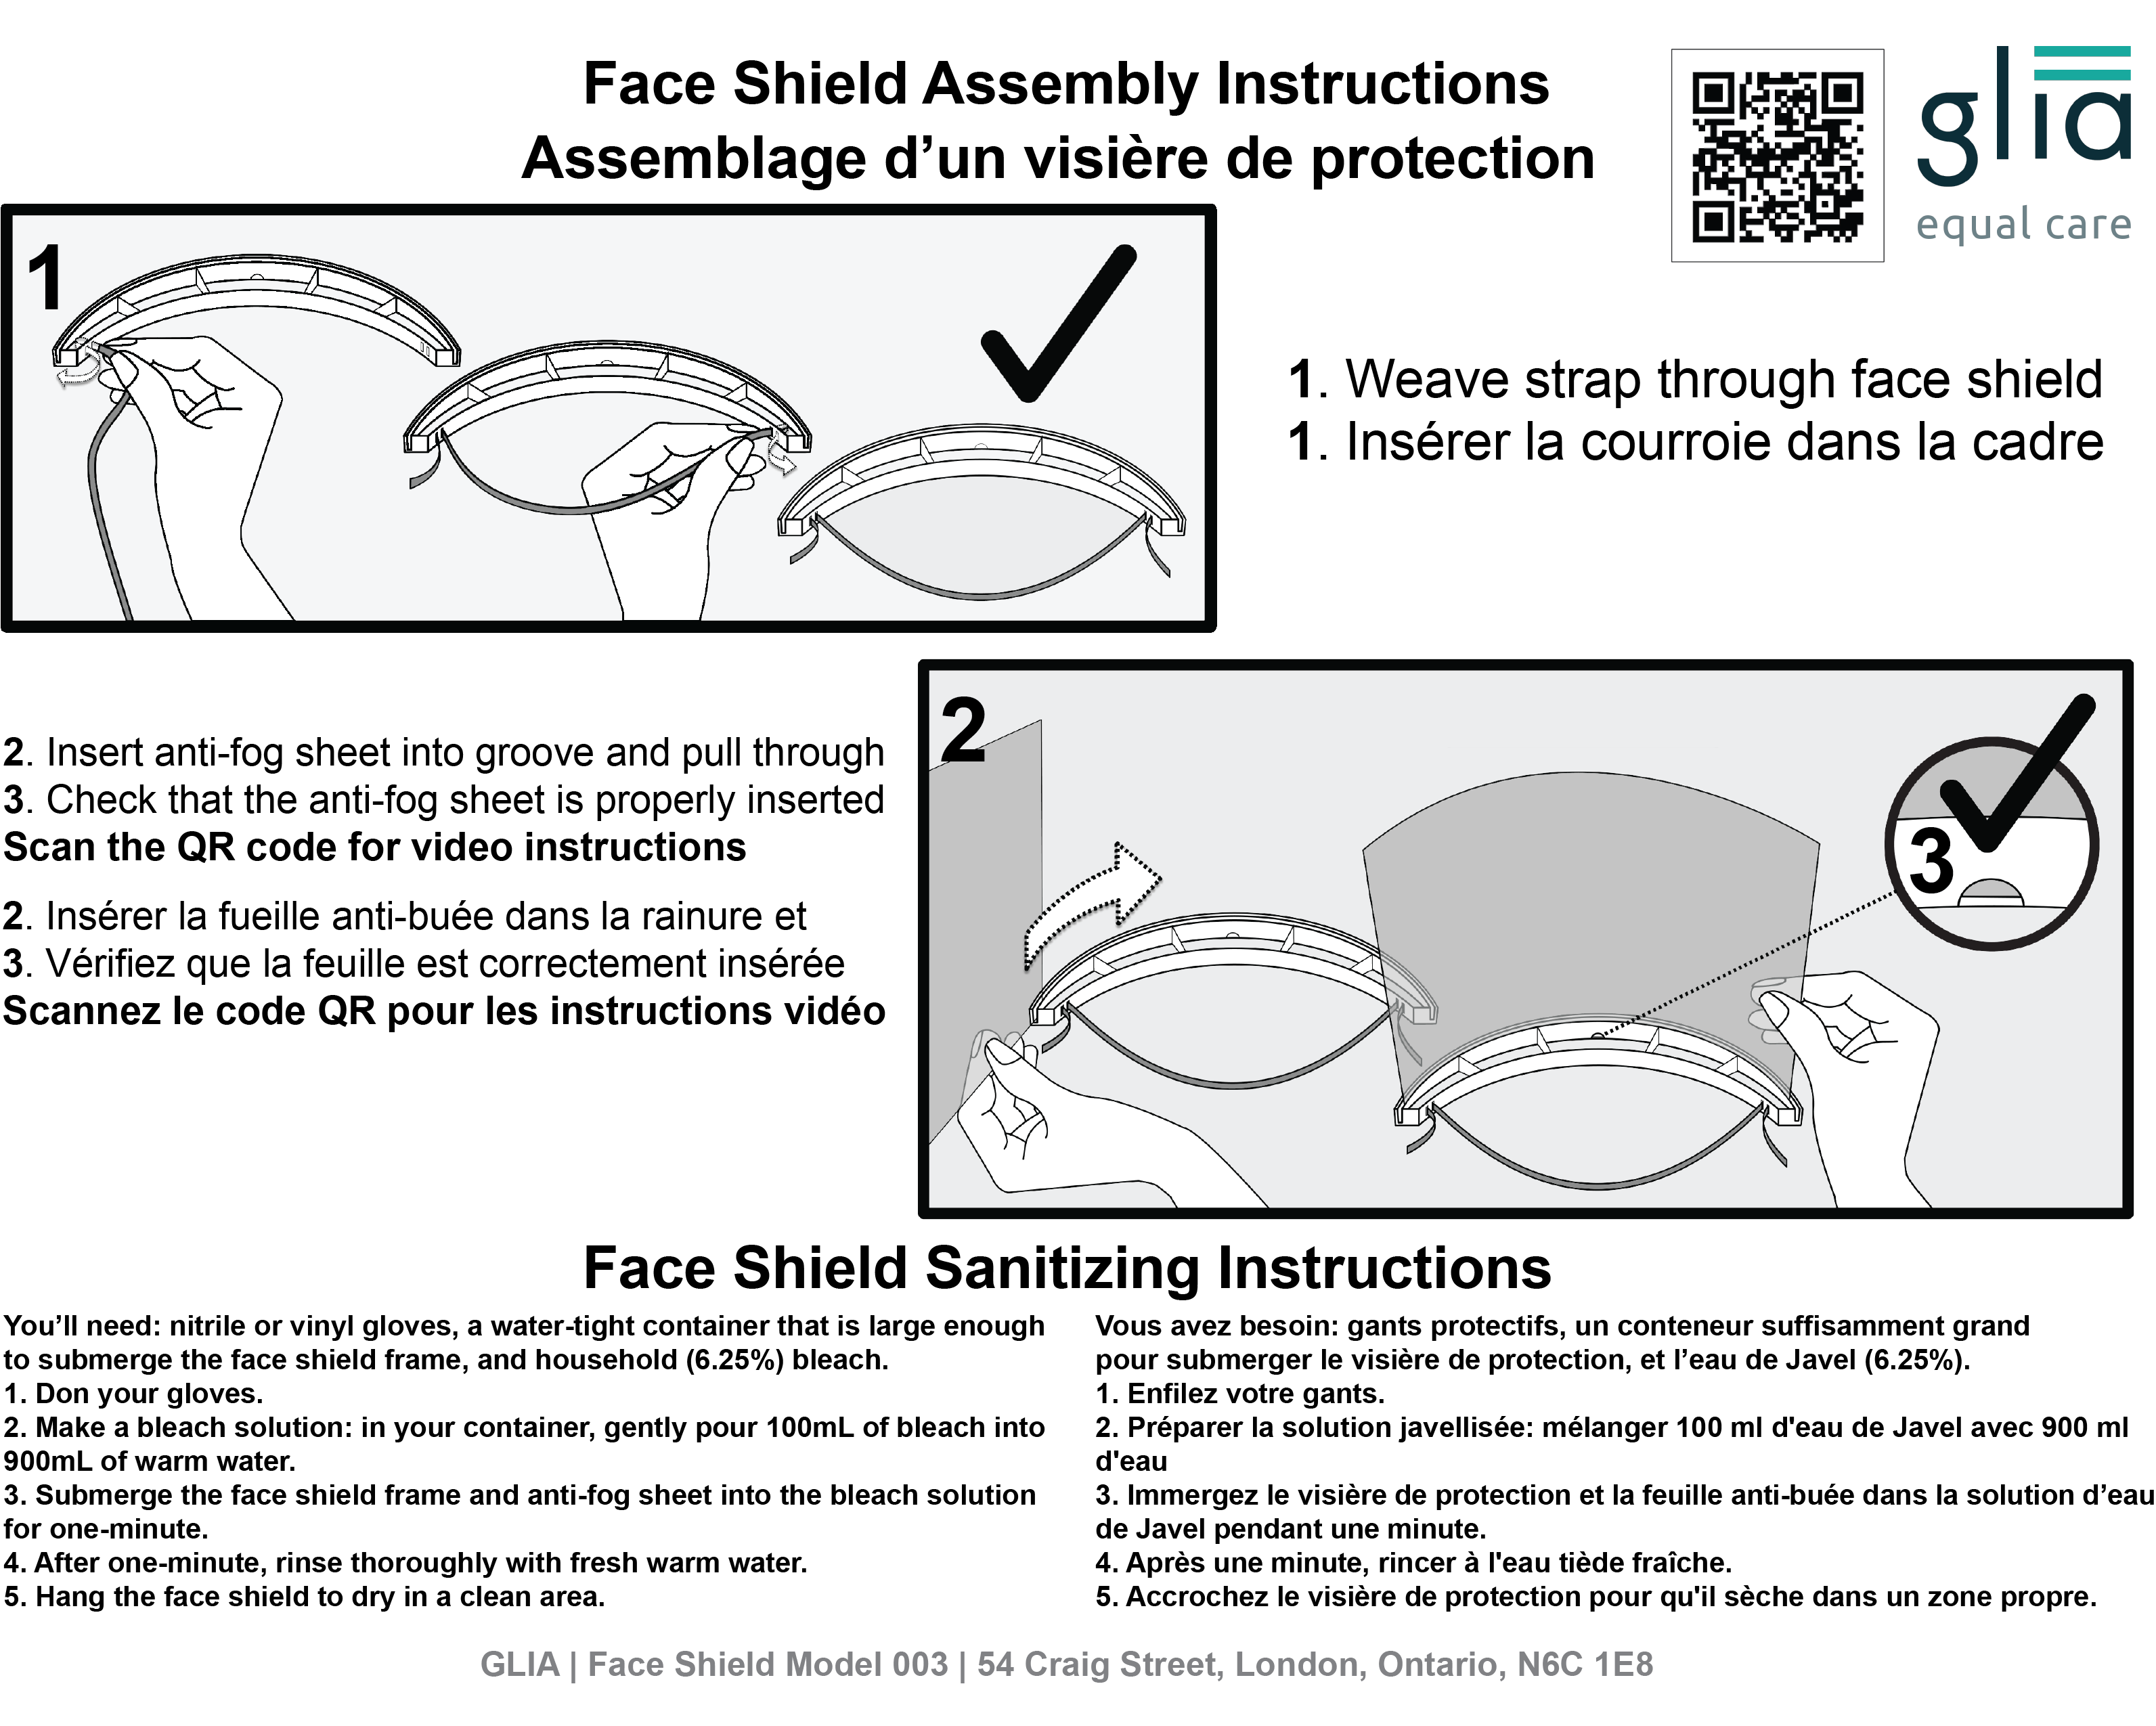 Face Shield Assembly Instructions
Assemblage d’un visière de protection
glia
equal care
1
1. Weave strap through face shield
1. Insérer la courroie dans la cadre
2. Insert anti-fog sheet into groove and pull through
3. Check that the anti-fog sheet is properly inserted
Scan the QR code for video instructions
2. Insérer la fueille anti-buée dans la rainure et
3. Vérifiez que la feuille est correctement insérée
Scannez le code QR pour les instructions vidéo
2
3
Face Shield Sanitizing Instructions
You’ll need: nitrile or vinyl gloves, a water-tight container that is large enough
to submerge the face shield frame, and household (6.25%) bleach.
1. Don your gloves.
2. Make a bleach solution: in your container, gently pour 100mL of bleach into
900mL of warm water.
3. Submerge the face shield frame and anti-fog sheet into the bleach solution
for one-minute.
4. After one-minute, rinse thoroughly with fresh warm water.
5. Hang the face shield to dry in a clean area.
Vous avez besoin: gants protectifs, un conteneur suffisamment grand
pour submerger le visière de protection, et l’eau de Javel (6.25%).
1. Enfilez votre gants.
2. Préparer la solution javellisée: mélanger 100 ml d'eau de Javel avec 900 ml
d'eau
3. Immergez le visière de protection et la feuille anti-buée dans la solution d’eau
de Javel pendant une minute.
4. Après une minute, rincer à l'eau tiède fraîche.
5. Accrochez le visière de protection pour qu'il sèche dans un zone propre.
GLIA | Face Shield Model 003 | 54 Craig Street, London, Ontario, N6C 1E8